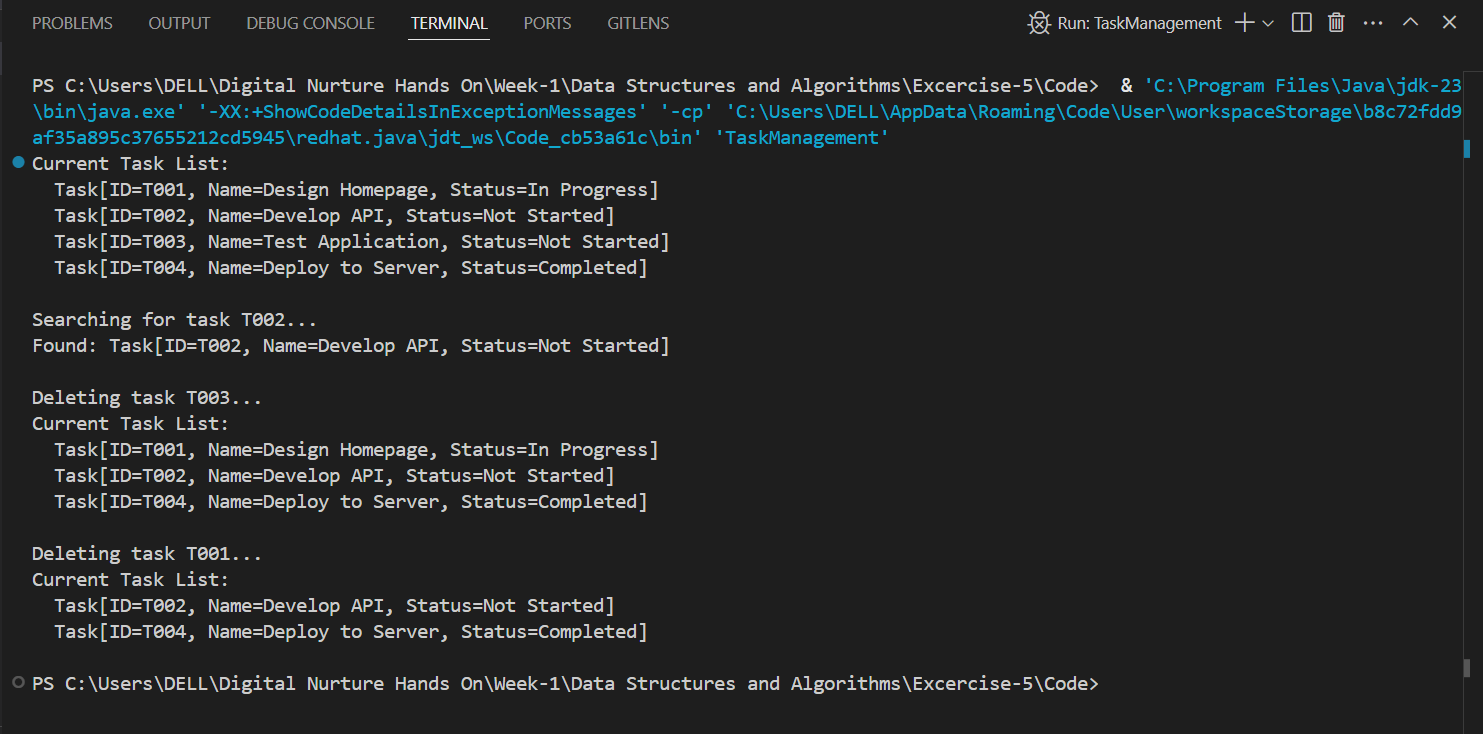 PROBLEMS OUTPUT DEBUG CONSOLE TERMINAL PORTS GITLENS Run: TaskManagement
PS C:\Users\DELL\Digital Nurture Hands On\Week-1\Data Structures and Algorithms\Excercise-5\Code>  & 'C:\Program Files\Java\jdk-23
\bin\java.exe' '-XX:+ShowCodeDetailsInExceptionMessages' '-cp' 'C:\Users\DELL\AppData\Roaming\Code\User\workspaceStorage\b8c72fdd9
af35a895c37655212cd5945\redhat.java\jdt_ws\Code_cb53a61c\bin' 'TaskManagement'
Current Task List:
  Task[ID=T001, Name=Design Homepage, Status=In Progress]
  Task[ID=T002, Name=Develop API, Status=Not Started]
  Task[ID=T003, Name=Test Application, Status=Not Started]
  Task[ID=T004, Name=Deploy to Server, Status=Completed]
Searching for task T002...
Found: Task[ID=T002, Name=Develop API, Status=Not Started]
Deleting task T003...
Current Task List:
  Task[ID=T001, Name=Design Homepage, Status=In Progress]
  Task[ID=T002, Name=Develop API, Status=Not Started]
  Task[ID=T004, Name=Deploy to Server, Status=Completed]
Deleting task T001...
Current Task List:
  Task[ID=T002, Name=Develop API, Status=Not Started]
  Task[ID=T004, Name=Deploy to Server, Status=Completed]
PS C:\Users\DELL\Digital Nurture Hands On\Week-1\Data Structures and Algorithms\Excercise-5\Code>